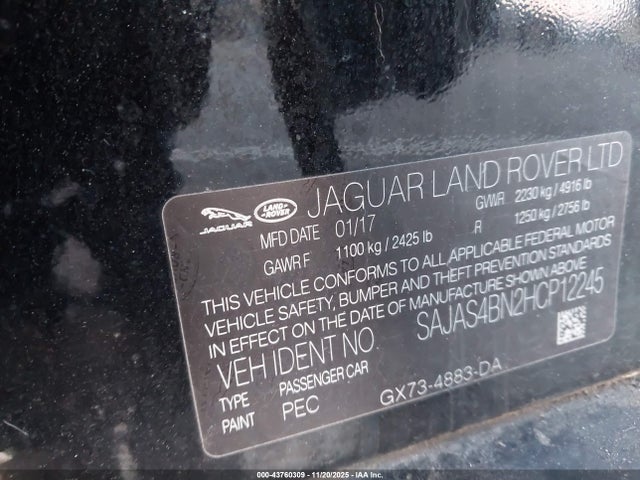 JAGUAR LAND ROVER JAGUAR LAND ROVER LTD
MFD DATE 01/17 GVWR 2230 kg / 4916 lb
GAWR F 1100 kg / 2425 lb R 1250 kg / 2756 lb
THIS VEHICLE CONFORMS TO ALL APPLICABLE FEDERAL MOTOR
VEHICLE SAFETY, BUMPER AND THEFT PREVENTION STANDARDS
IN EFFECT ON THE DATE OF MANUFACTURE SHOWN ABOVE
VEH IDENT NO. SAJAS4BN2HCP12245
TYPE PASSENGER CAR
PAINT PEC GX73-4883-DA
000-43760309 - 11/20/2025 - IAA Inc.